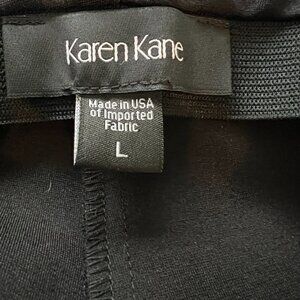 Karen Kane
Made in USA
of Imported
Fabric
L